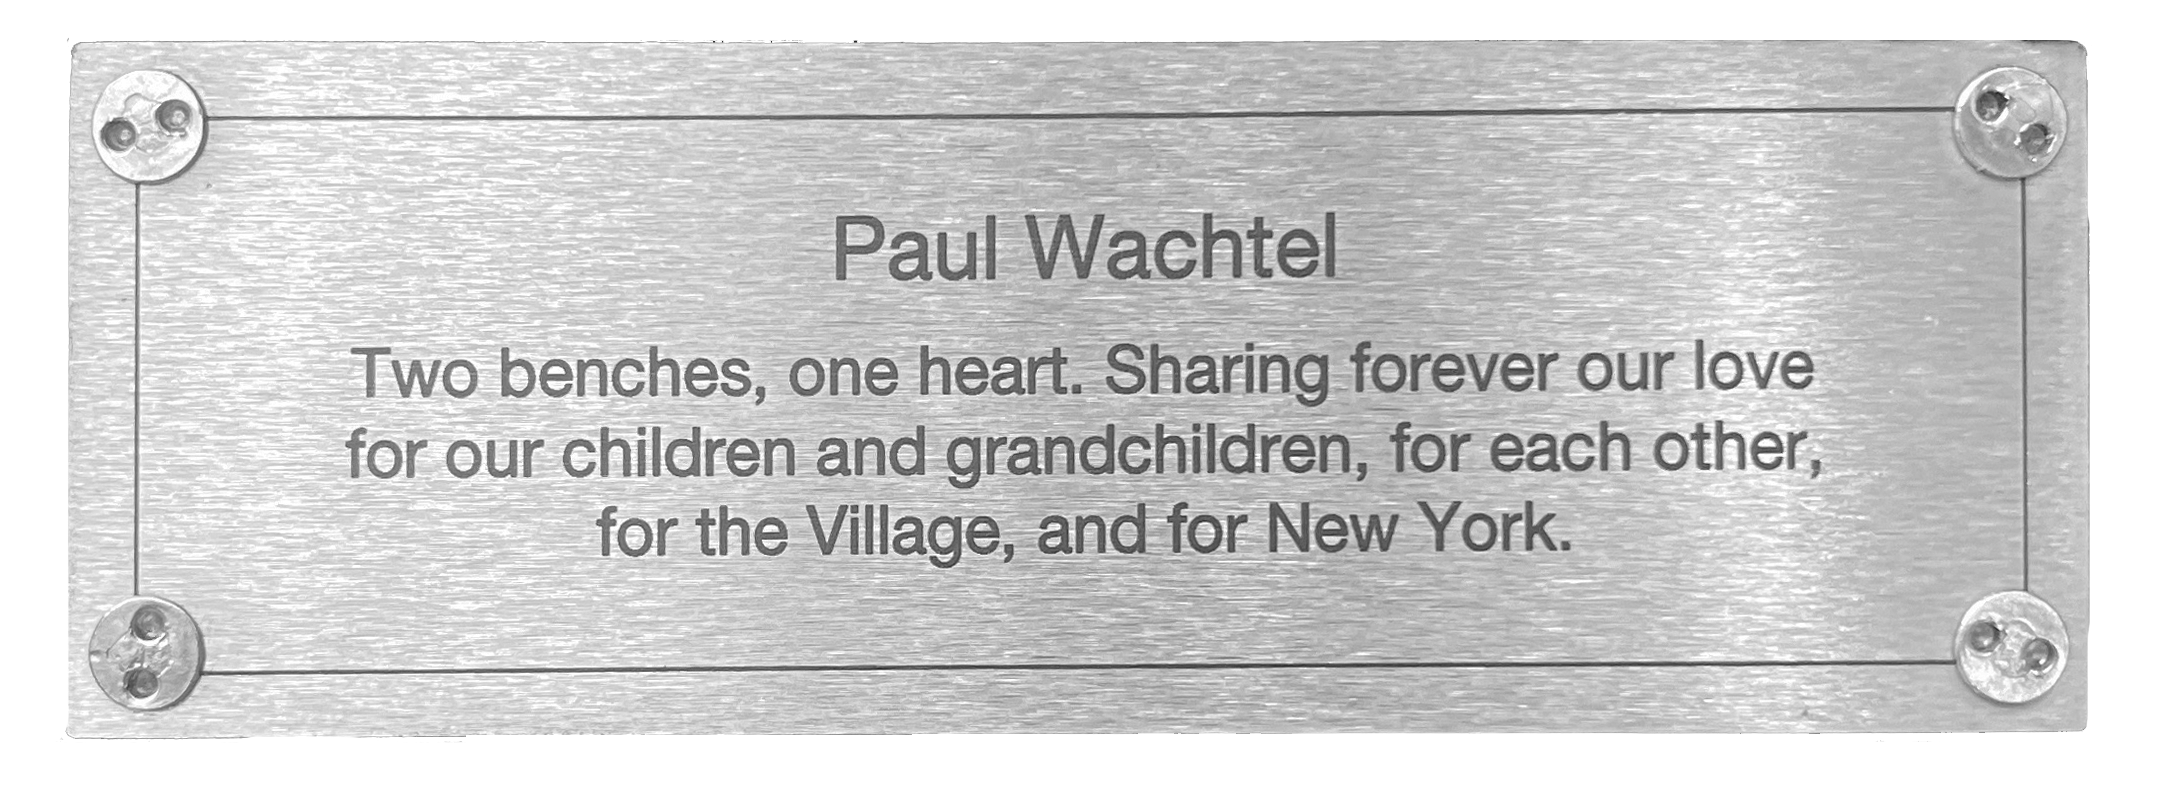 Paul Wachtel
Two benches, one heart. Sharing forever our love
for our children and grandchildren, for each other,
for the Village, and for New York.